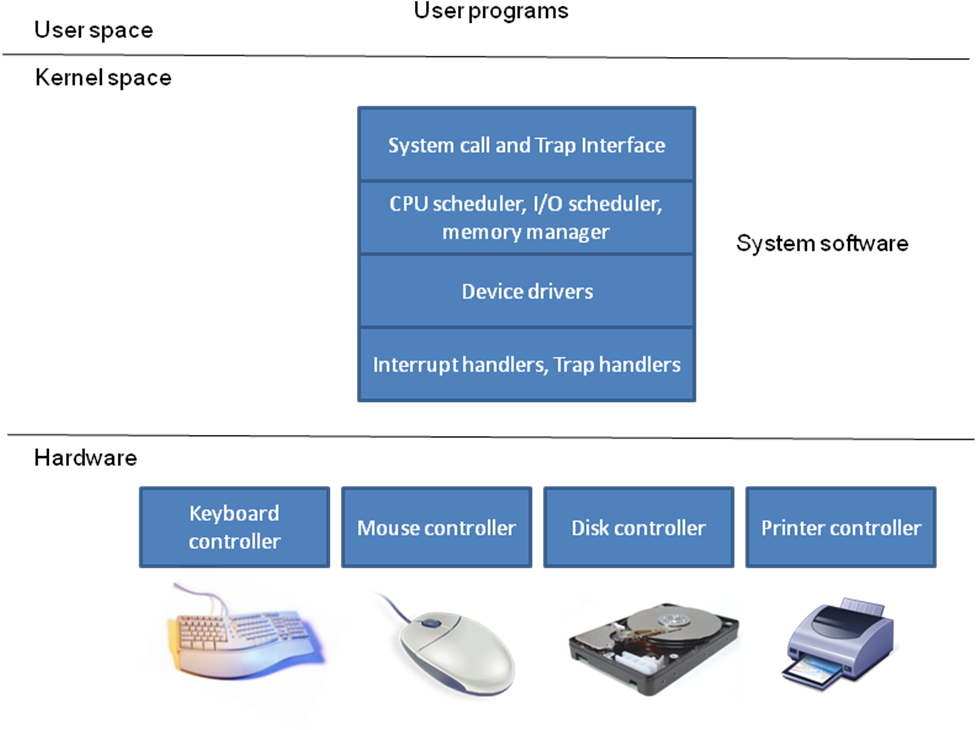 User programs
User space
Kernel space
System call and Trap Interface
CPU scheduler, I/O scheduler,
memory manager
System software
Device drivers
Interrupt handlers, Trap handlers
Hardware
Keyboard
controller
Mouse controller
Disk controller
Printer controller